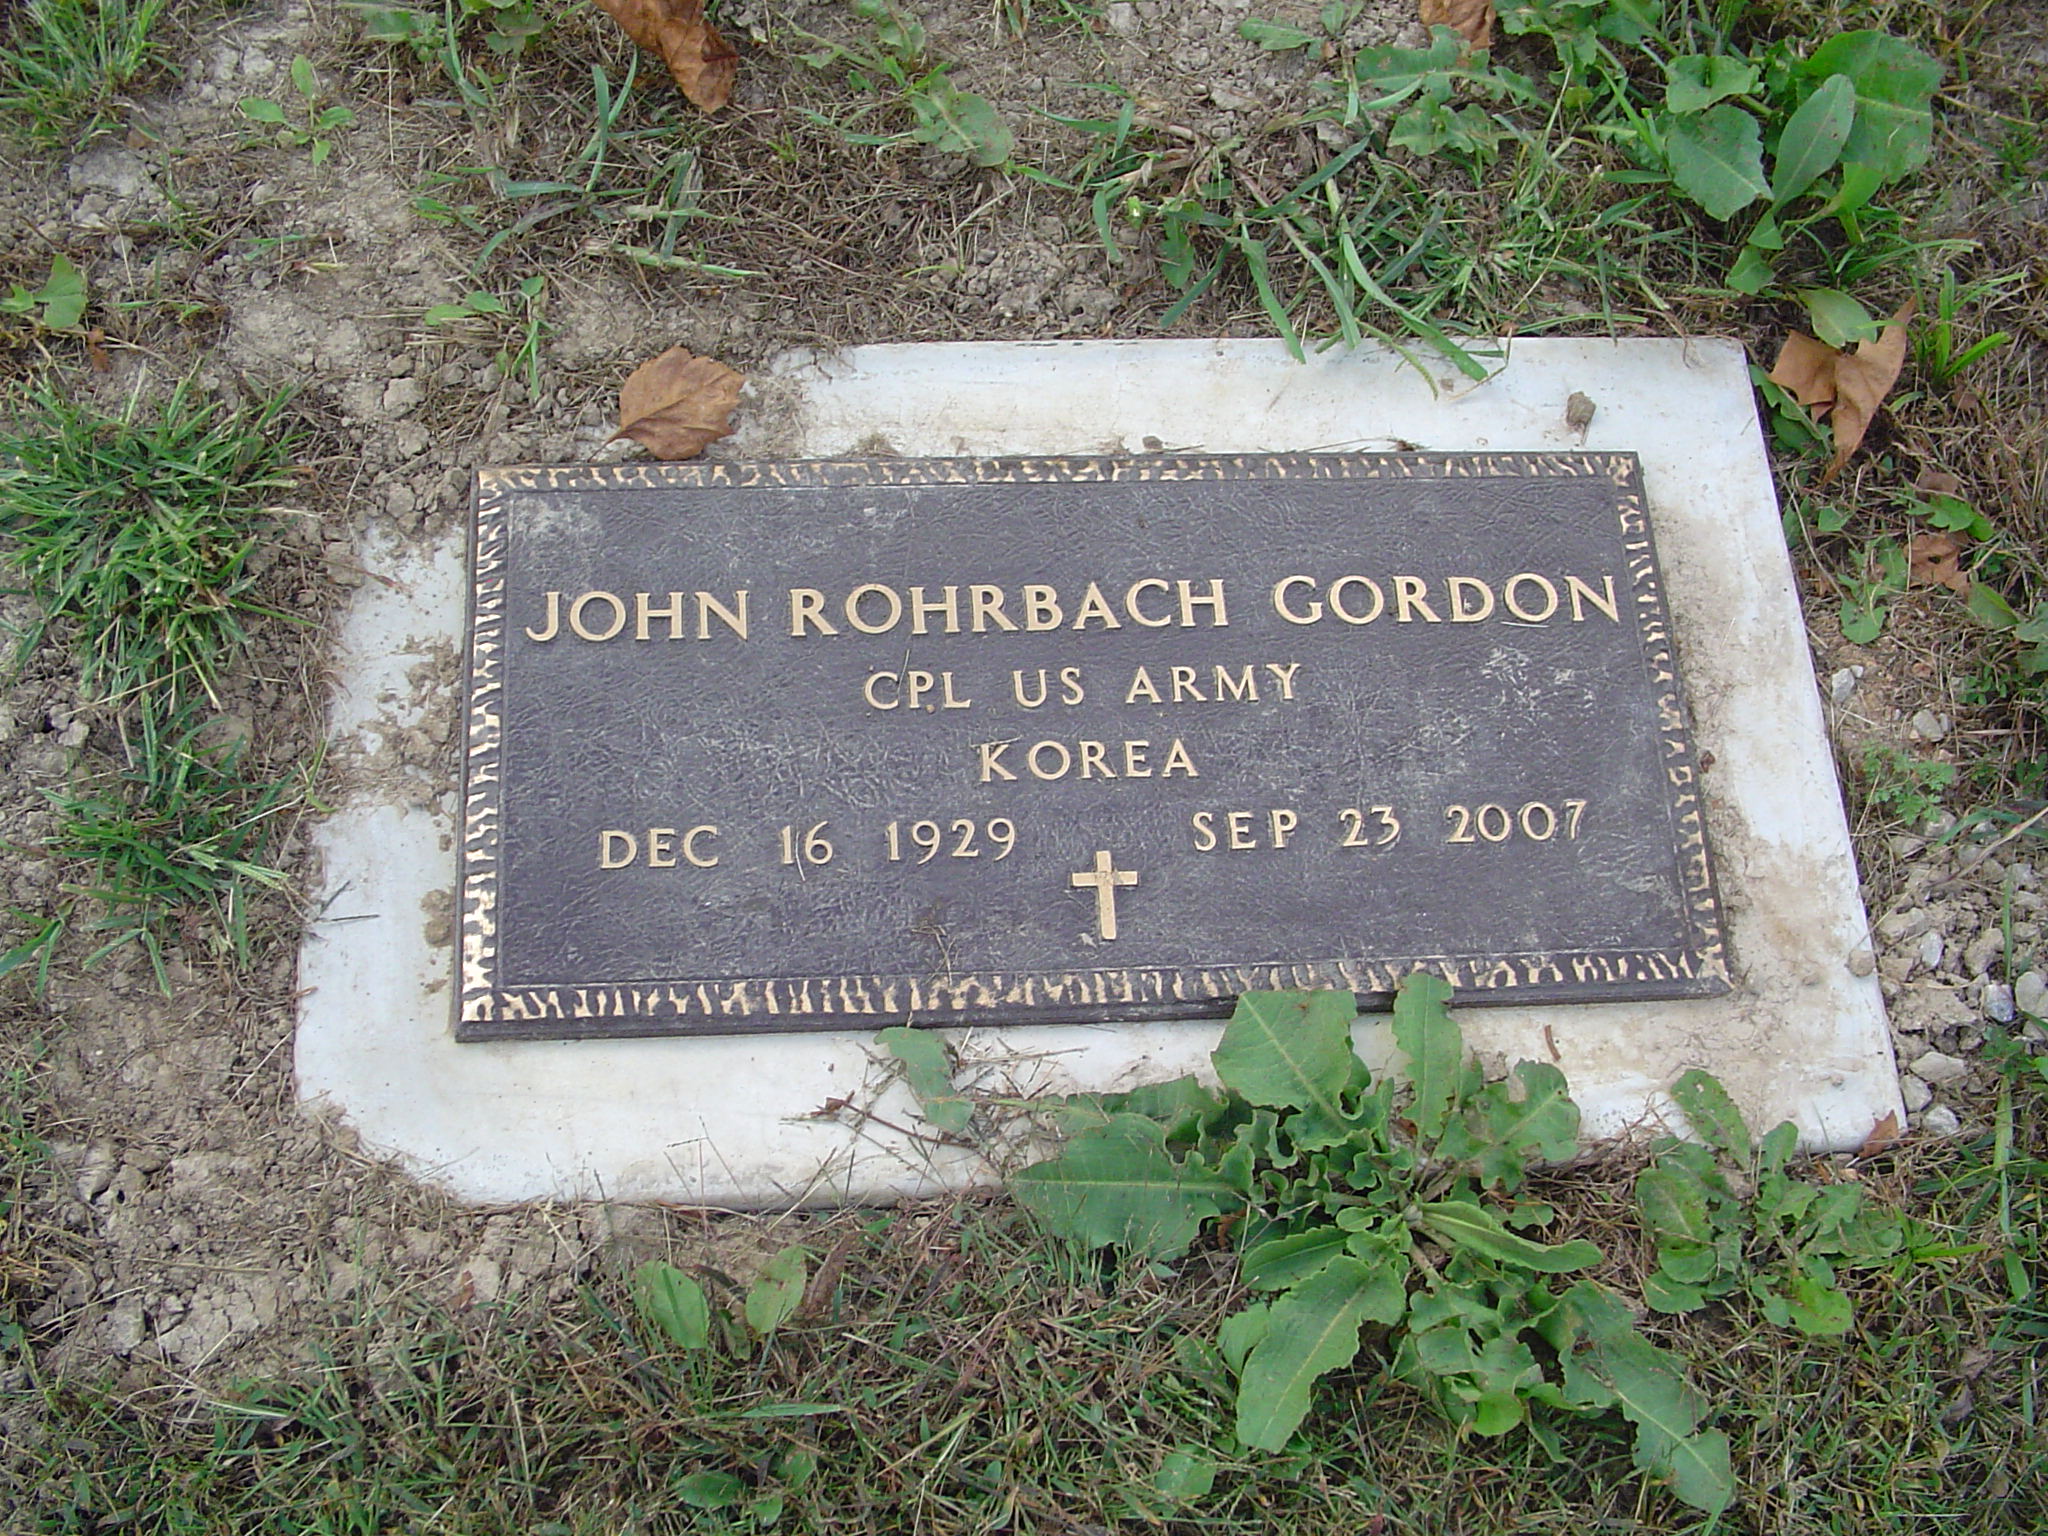 JOHN ROHRBACH GORDON
CPL US ARMY
KOREA
DEC 16 1929 SEP 23 2007